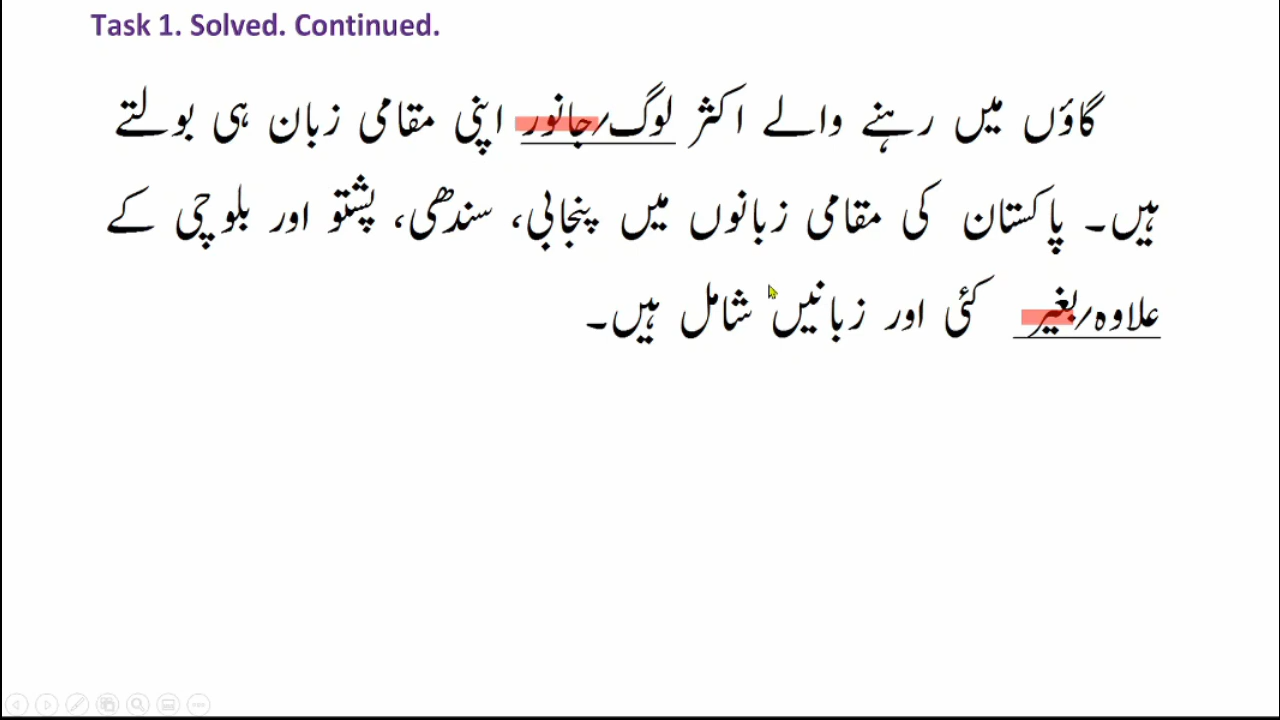 Task 1. Solved. Continued.
گاؤں میں رہنے والے اکثر لوگ/جانور اپنی مقامی زبان ہی بولتے
ہیں۔ پاکستان کی مقامی زبانوں میں پنجابی، سندھی، پشتو اور بلوچی کے
علاوہ/بغیر کئی اور زبانیں شامل ہیں۔